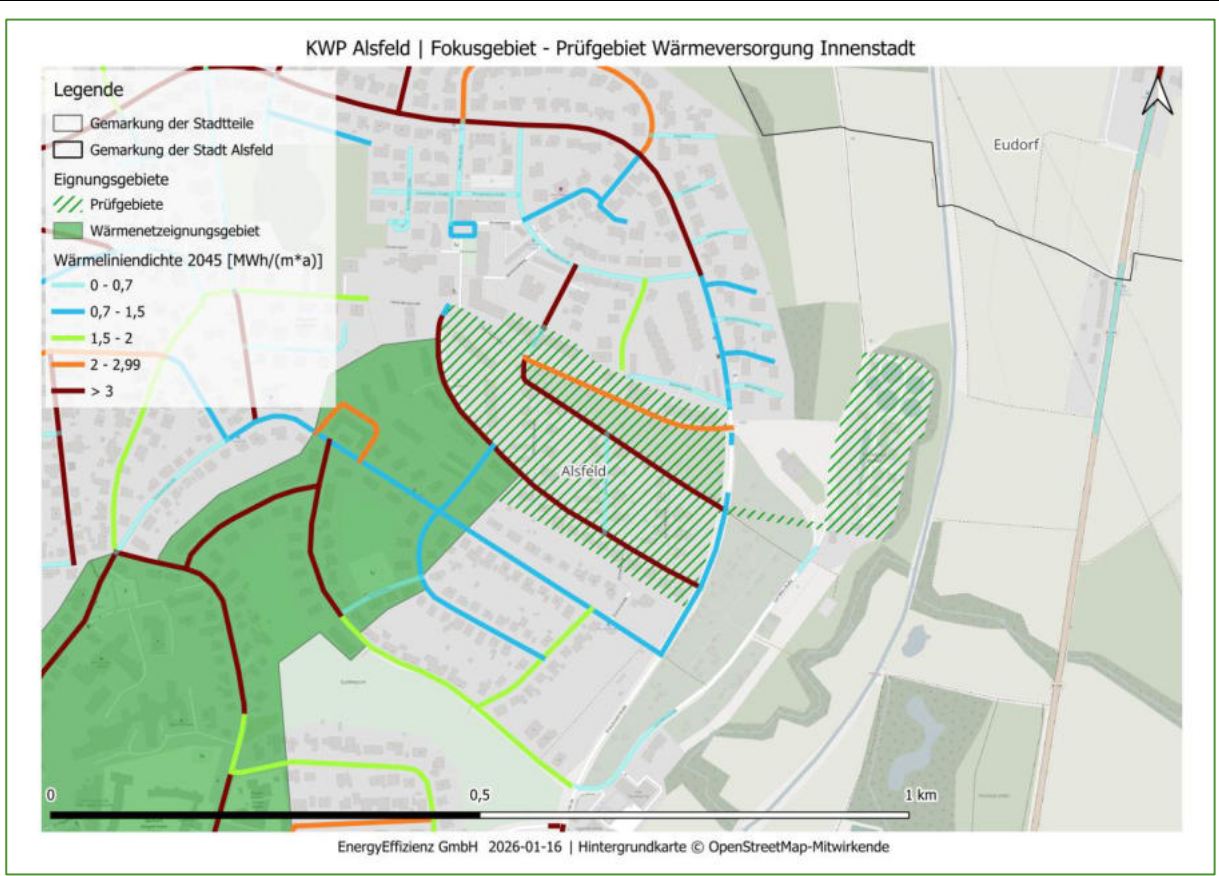 KWP Alsfeld | Fokusgebiet - Prüfgebiet Wärmeversorgung Innenstadt
Legende
Gemarkung der Stadtteile
Gemarkung der Stadt Alsfeld
Eignungsgebiete
Prüfgebiete
Wärmenetzeignungsgebiet
Wärmeliniendichte 2045 [MWh/(m*a)]
0 - 0,7
0,7 - 1,5
1,5 - 2
2 - 2,99
> 3
Eudorf
Alsfeld
0
0,5
1 km
EnergyEffizienz GmbH 2026-01-16 | Hintergrundkarte © OpenStreetMap-Mitwirkende